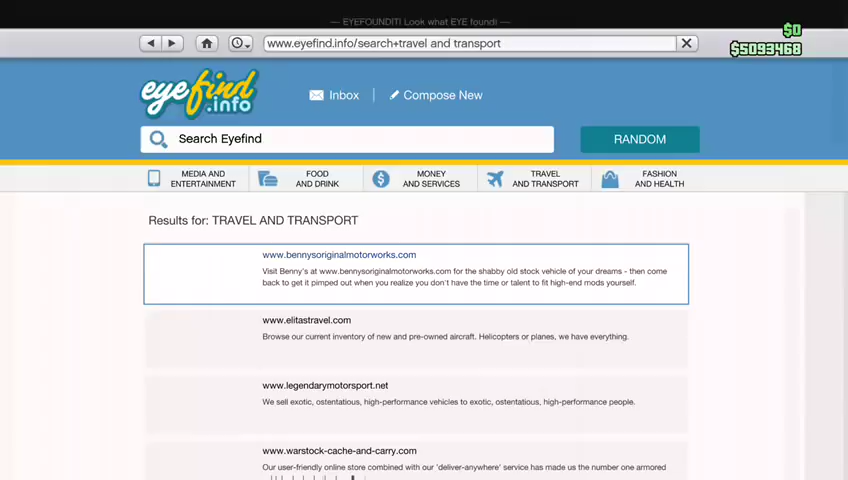 — EYEFOUNDIT! Look what EYE found! —
$0
$5093468
www.eyefind.info/search+travel and transport
eyefind
.info
Inbox
Compose New
Search Eyefind
RANDOM
MEDIA AND
ENTERTAINMENT
FOOD
AND DRINK
MONEY
AND SERVICES
TRAVEL
AND TRANSPORT
FASHION
AND HEALTH
Results for: TRAVEL AND TRANSPORT
www.bennysoriginalmotorworks.com
Visit Benny's at www.bennysoriginalmotorworks.com for the shabby old stock vehicle of your dreams - then come
back to get it pimped out when you realize you don't have the time or talent to fit high-end mods yourself.
www.elitastravel.com
Browse our current inventory of new and pre-owned aircraft. Helicopters or planes, we have everything.
www.legendarymotorsport.net
We sell exotic, ostentatious, high-performance vehicles to exotic, ostentatious, high-performance people.
www.warstock-cache-and-carry.com
Our user-friendly online store combined with our 'deliver-anywhere' service has made us the number one armored